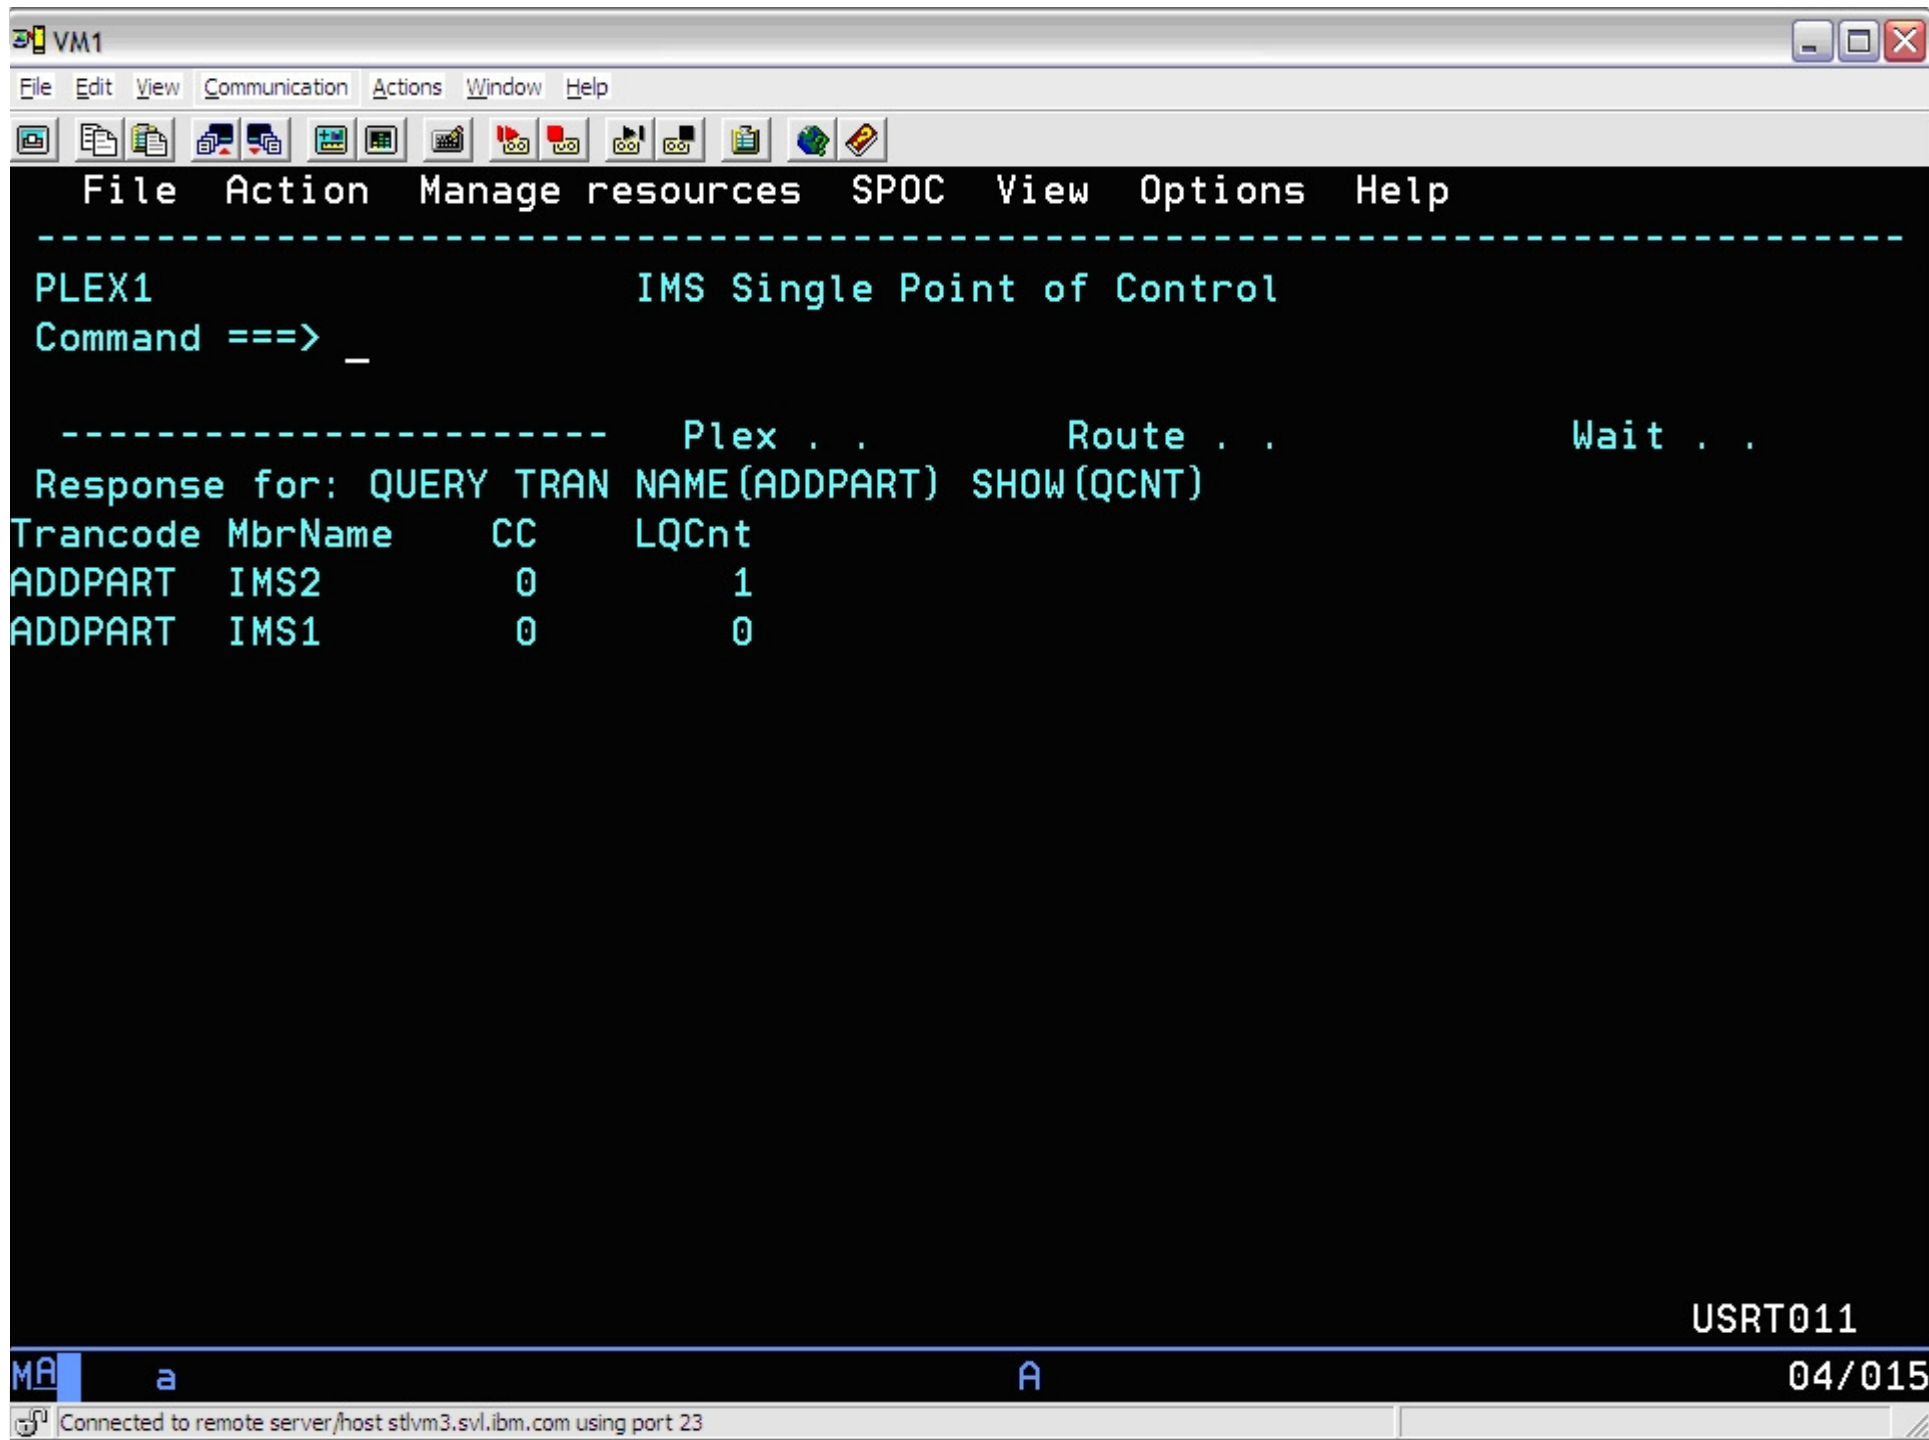 VM1
File Edit View Communication Actions Window Help
File Action Manage resources SPOC View Options Help
--------------------------------------------------------------------------
PLEX1 IMS Single Point of Control
Command ===> _
----------------------- Plex . . Route . . Wait . .
Response for: QUERY TRAN NAME(ADDPART) SHOW(QCNT)
Trancode MbrName CC LQCnt
ADDPART IMS2 0 1
ADDPART IMS1 0 0
USRT011
MA a A 04/015
Connected to remote server/host stlvm3.svl.ibm.com using port 23